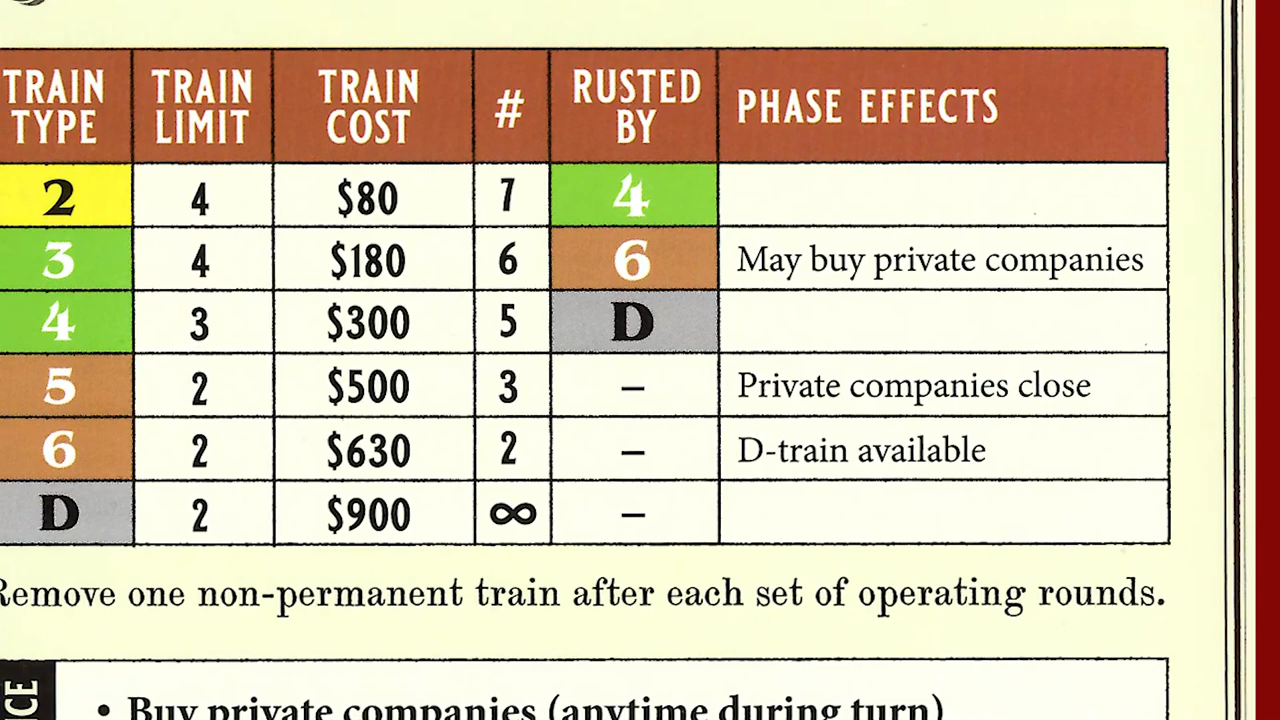 TRAIN TYPE TRAIN LIMIT TRAIN COST # RUSTED BY PHASE EFFECTS
2 4 $80 7 4
3 4 $180 6 6 May buy private companies
4 3 $300 5 D
5 2 $500 3 – Private companies close
6 2 $630 2 – D-train available
D 2 $900 ∞ –
Remove one non-permanent train after each set of operating rounds.
• Buy private companies (anytime during turn)